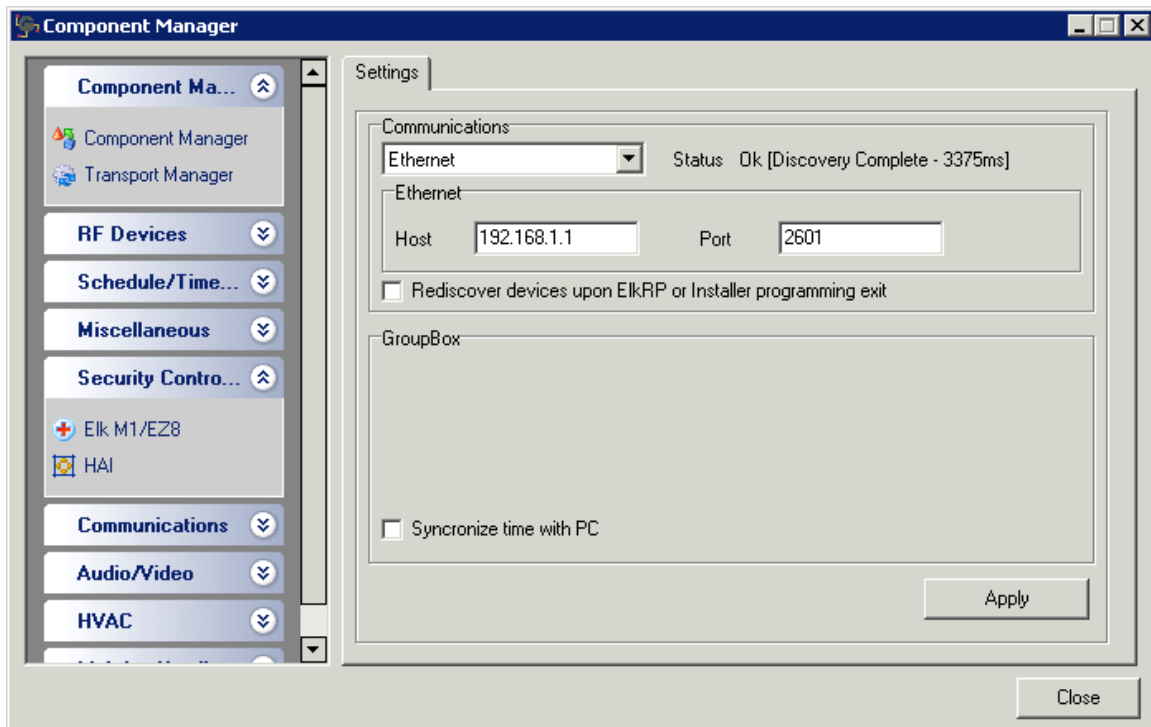 Component Manager
Component Ma...
Component Manager
Transport Manager
RF Devices
Schedule/Time...
Miscellaneous
Security Contro...
Elk M1/EZ8
HAI
Communications
Audio/Video
HVAC
Settings
Communications
Ethernet
Status Ok [Discovery Complete - 3375ms]
Ethernet
Host 192.168.1.1 Port 2601
Rediscover devices upon ElkRP or Installer programming exit
GroupBox
Syncronize time with PC
Apply
Close